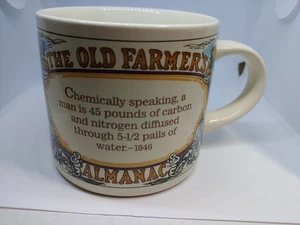 THE OLD FARMER'S
Chemically speaking, a
man is 45 pounds of carbon
and nitrogen diffused
through 5-1/2 pails of
water.—1846
ALMANAC